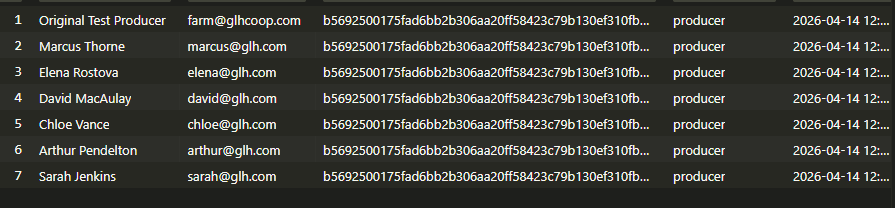 1 Original Test Producer farm@glhcoop.com b5692500175fad6bb2b306aa20ff58423c79b130ef310fb... producer 2026-04-14 12:...
2 Marcus Thorne marcus@glh.com b5692500175fad6bb2b306aa20ff58423c79b130ef310fb... producer 2026-04-14 12:...
3 Elena Rostova elena@glh.com b5692500175fad6bb2b306aa20ff58423c79b130ef310fb... producer 2026-04-14 12:...
4 David MacAulay david@glh.com b5692500175fad6bb2b306aa20ff58423c79b130ef310fb... producer 2026-04-14 12:...
5 Chloe Vance chloe@glh.com b5692500175fad6bb2b306aa20ff58423c79b130ef310fb... producer 2026-04-14 12:...
6 Arthur Pendelton arthur@glh.com b5692500175fad6bb2b306aa20ff58423c79b130ef310fb... producer 2026-04-14 12:...
7 Sarah Jenkins sarah@glh.com b5692500175fad6bb2b306aa20ff58423c79b130ef310fb... producer 2026-04-14 12:...